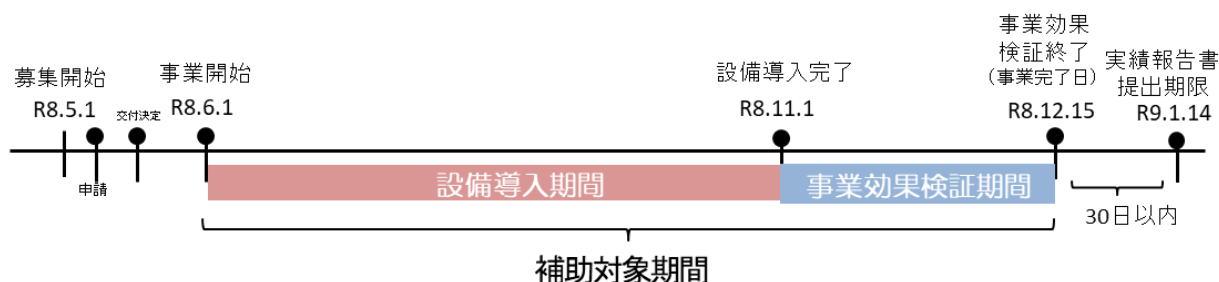 募集開始
R8.5.1
申請
交付決定
事業開始
R8.6.1
設備導入完了
R8.11.1
事業効果
検証終了
(事業完了日)
R8.12.15
実績報告書
提出期限
R9.1.14
設備導入期間
事業効果検証期間
30日以内
補助対象期間